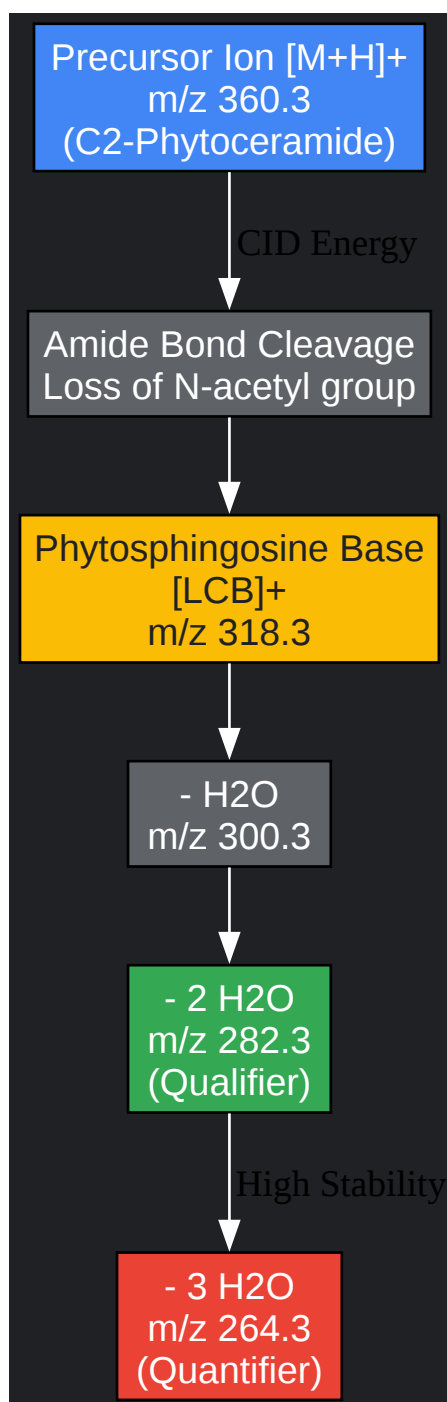 Precursor Ion [M+H]+
m/z 360.3
(C2-Phytoceramide)
CID Energy
Amide Bond Cleavage
Loss of N-acetyl group
Phytosphingosine Base
[LCB]+
m/z 318.3
- H2O
m/z 300.3
- 2 H2O
m/z 282.3
(Qualifier)
High Stability
- 3 H2O
m/z 264.3
(Quantifier)